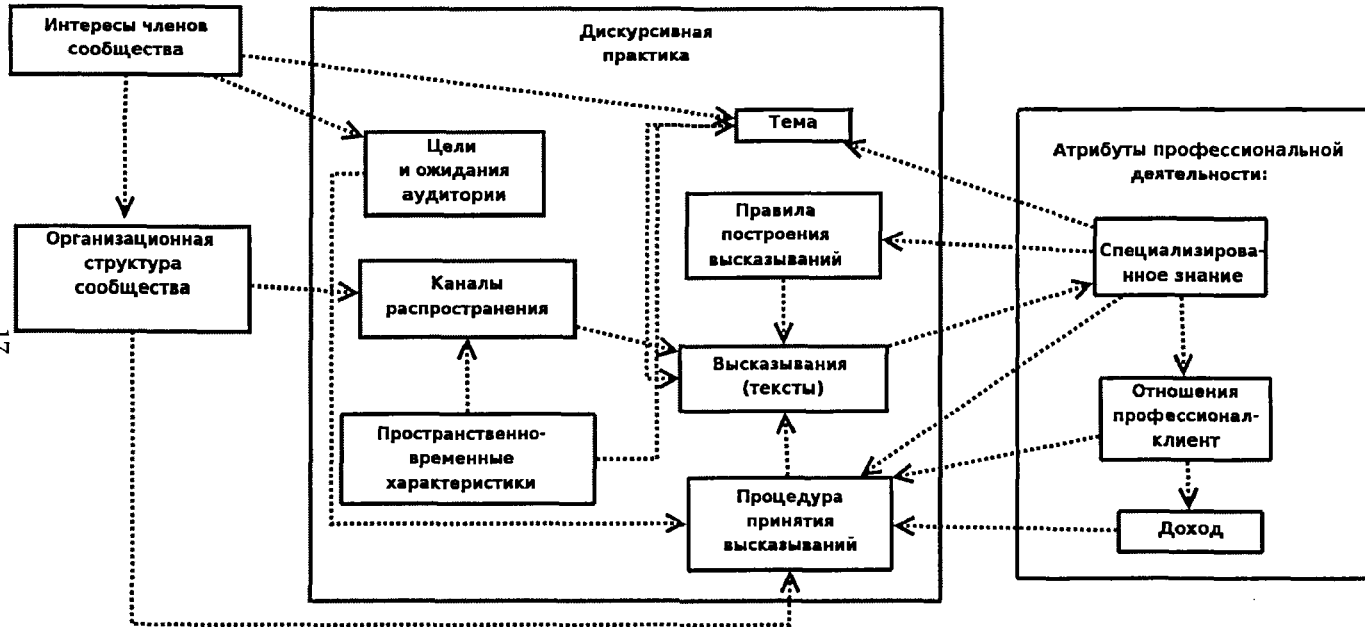 Интересы членов
сообщества
Дискурсивная
практика
Тема
Цели
и ожидания
аудитории
Атрибуты профессиональной
деятельности:
Организационная
структура
сообщества
Правила
построения
высказываний
Специализирова-
нное знание
Каналы
распространения
Высказывания
(тексты)
Отношения
профессионал-
клиент
Пространственно-
временные
характеристики
Процедура
принятия
высказываний
Доход
17